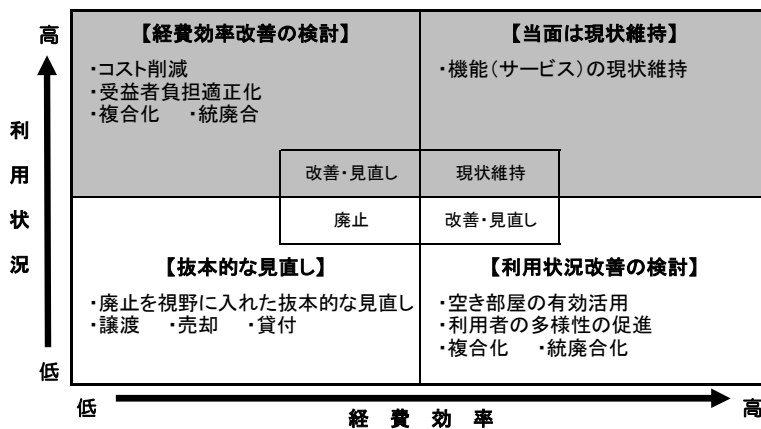 高
利
用
状
況
低
【経費効率改善の検討】
・コスト削減
・受益者負担適正化
・複合化　・統廃合
【当面は現状維持】
・機能(サービス)の現状維持
改善・見直し
現状維持
廃止
改善・見直し
【抜本的な見直し】
・廃止を視野に入れた抜本的な見直し
・譲渡　・売却　・貸付
【利用状況改善の検討】
・空き部屋の有効活用
・利用者の多様性の促進
・複合化　・統廃合化
低
経 費 効 率
高